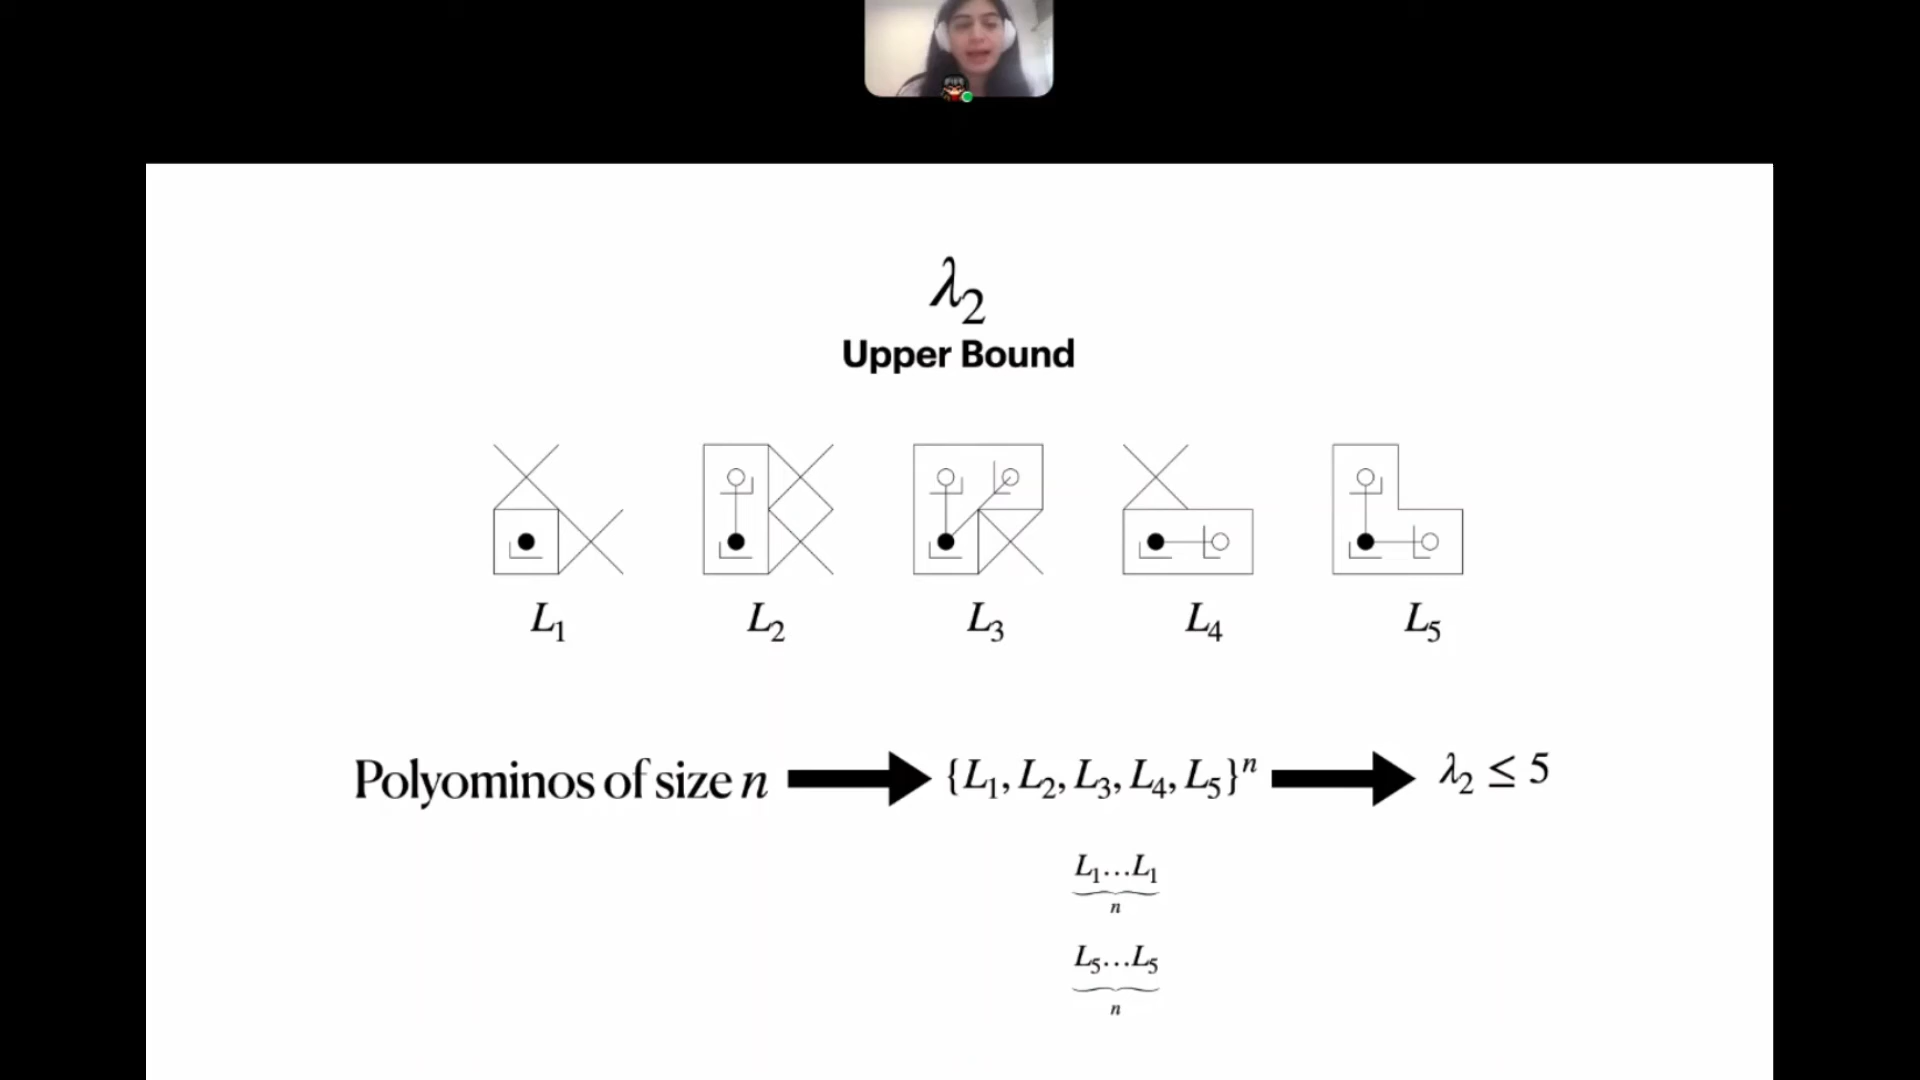 λ₂
Upper Bound
L₁ L₂ L₃ L₄ L₅
Polyominos of size n {L₁, L₂, L₃, L₄, L₅}ⁿ λ₂ ≤ 5
L₁…L₁
n
L₅…L₅
n